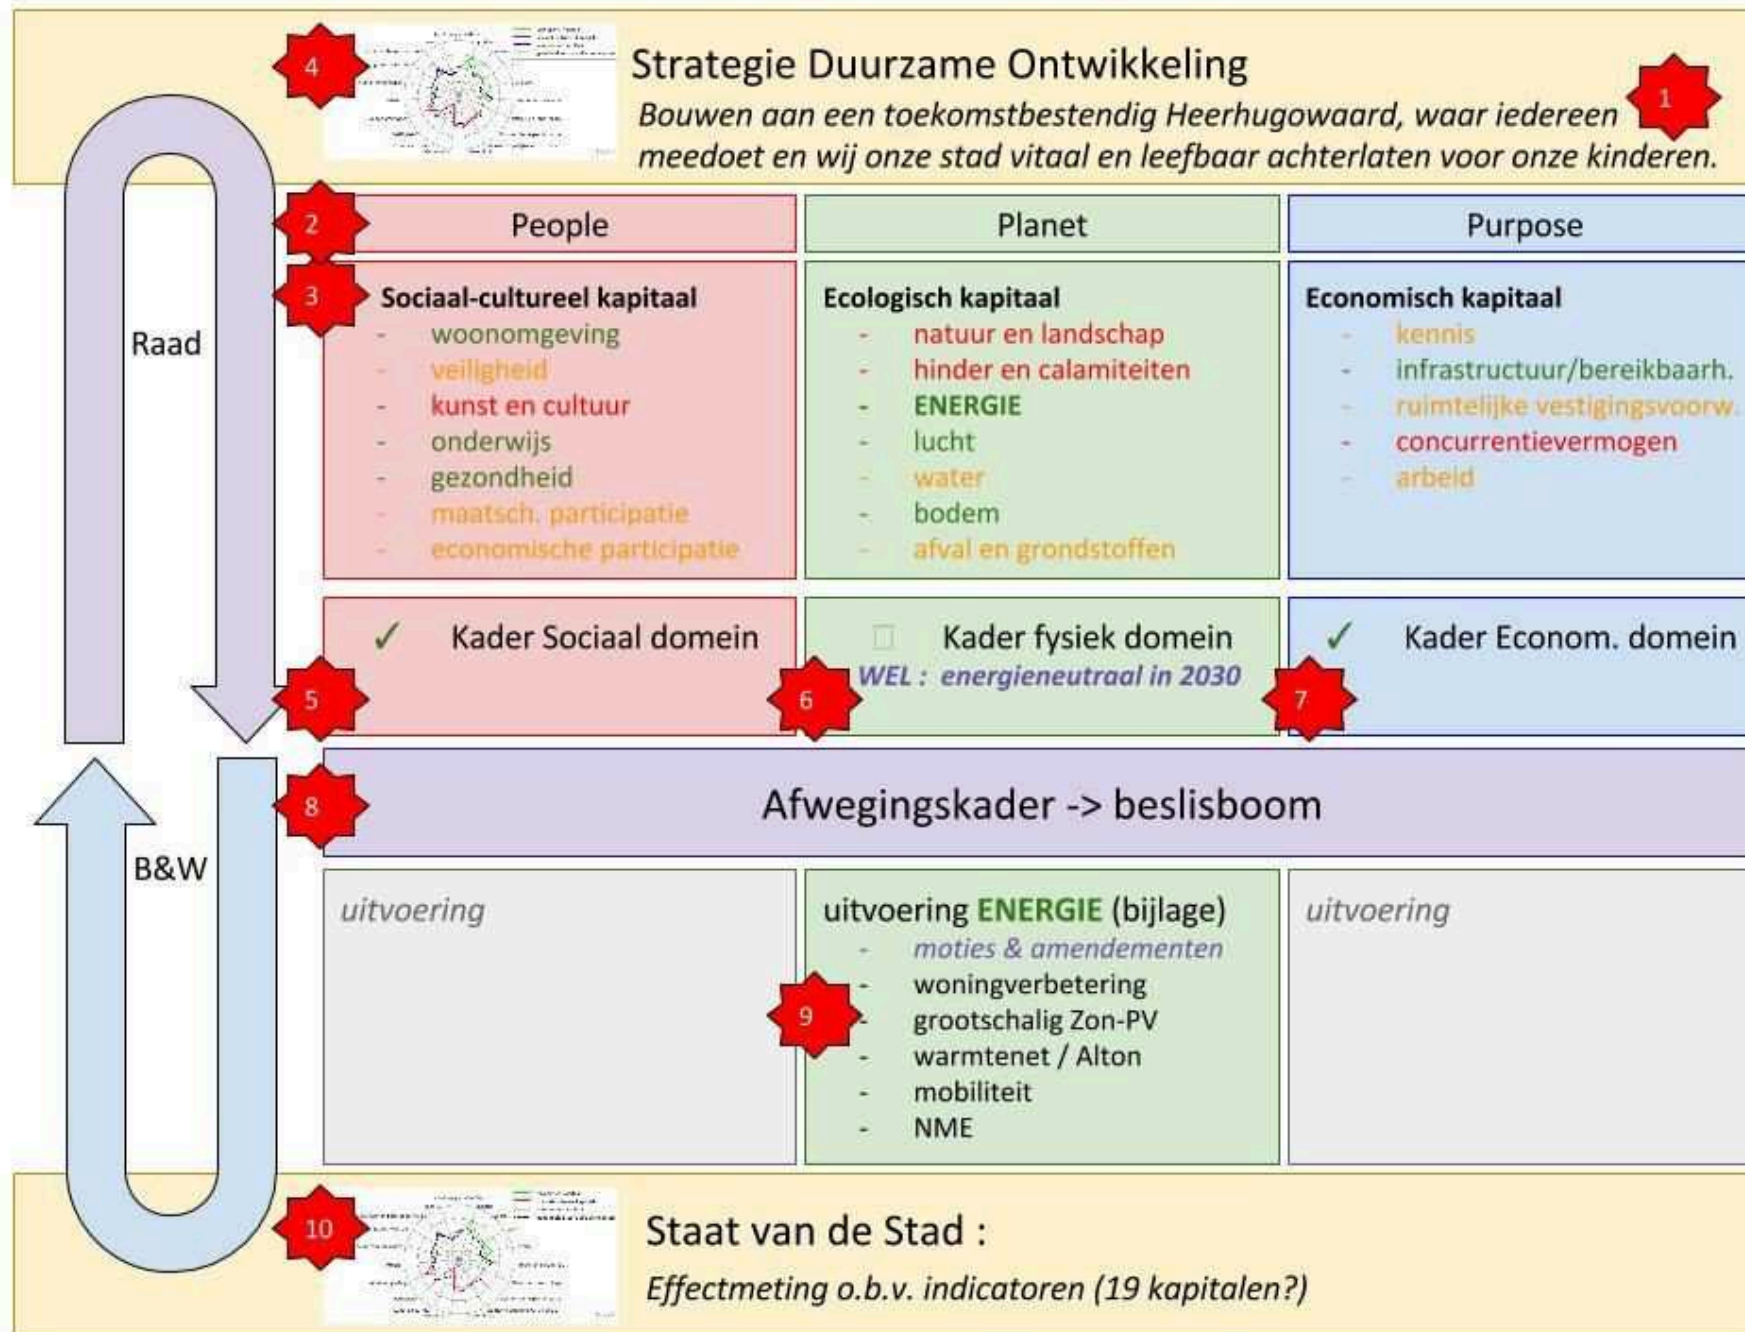 4
Strategie Duurzame Ontwikkeling
1
Bouwen aan een toekomstbestendig Heerhugowaard, waar iedereen
meedoet en wij onze stad vitaal en leefbaar achterlaten voor onze kinderen.
Raad
2
People
Planet
Purpose
3
Sociaal-cultureel kapitaal
- woonomgeving
- veiligheid
- kunst en cultuur
- onderwijs
- gezondheid
- maatsch. participatie
- economische participatie
Ecologisch kapitaal
- natuur en landschap
- hinder en calamiteiten
- ENERGIE
- lucht
- water
- bodem
- afval en grondstoffen
Economisch kapitaal
- kennis
- infrastructuur/bereikbaarh.
- ruimtelijke vestigingsvoorw.
- concurrentievermogen
- arbeid
✓ Kader Sociaal domein
5
Kader fysiek domein
WEL : energieneutraal in 2030
6
✓ Kader Econom. domein
7
B&W
8
Afwegingskader -> beslisboom
uitvoering
uitvoering ENERGIE (bijlage)
- moties & amendementen
- woningverbetering
- grootschalig Zon-PV
- warmtenet / Alton
- mobiliteit
- NME
9
uitvoering
10
Staat van de Stad :
Effectmeting o.b.v. indicatoren (19 kapitalen?)